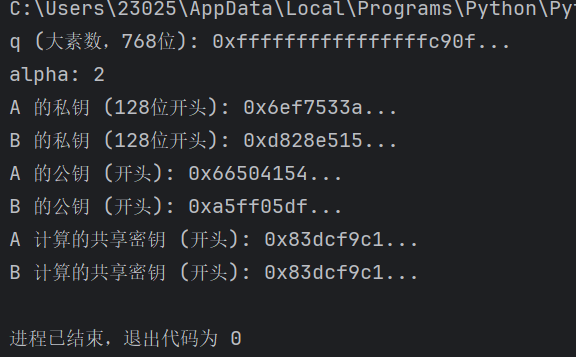 C:\Users\23025\AppData\Local\Programs\Python\Pyt
q (大素数，768位): 0xffffffffffffffffc90f...
alpha: 2
A 的私钥 (128位开头): 0x6ef7533a...
B 的私钥 (128位开头): 0xd828e515...
A 的公钥 (开头): 0x66504154...
B 的公钥 (开头): 0xa5ff05df...
A 计算的共享密钥 (开头): 0x83dcf9c1...
B 计算的共享密钥 (开头): 0x83dcf9c1...
进程已结束，退出代码为 0